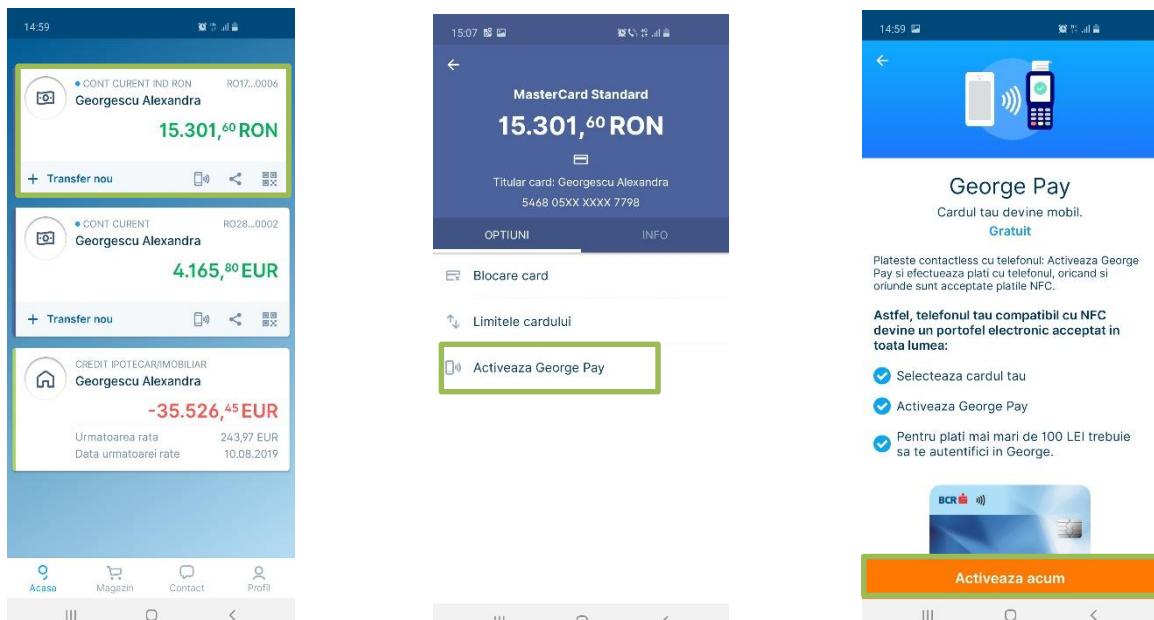 14:59
CONT CURENT IND RON RO17...0006
Georgescu Alexandra
15.301,60 RON
+ Transfer nou
CONT CURENT RO28...0002
Georgescu Alexandra
4.165,80 EUR
+ Transfer nou
CREDIT IPOTECAR/IMOBILIAR
Georgescu Alexandra
-35.526,45 EUR
Urmatoarea rata 243,97 EUR
Data urmatoarei rate 10.08.2019
Acasa Magazin Contact Profil
15:07
MasterCard Standard
15.301,60 RON
Titular card: Georgescu Alexandra
5468 05XX XXXX 7798
OPTIUNI INFO
Blocare card
Limitele cardului
Activeaza George Pay
14:59
George Pay
Cardul tau devine mobil.
Gratuit
Plateste contactless cu telefonul: Activeaza George
Pay si efectueaza plati cu telefonul, oricand si
oriunde sunt acceptate platile NFC.
Astfel, telefonul tau compatibil cu NFC
devine un portofel electronic acceptat in
toata lumea:
Selecteaza cardul tau
Activeaza George Pay
Pentru plati mai mari de 100 LEI trebuie
sa te autentifici in George.
BCR
Activeaza acum